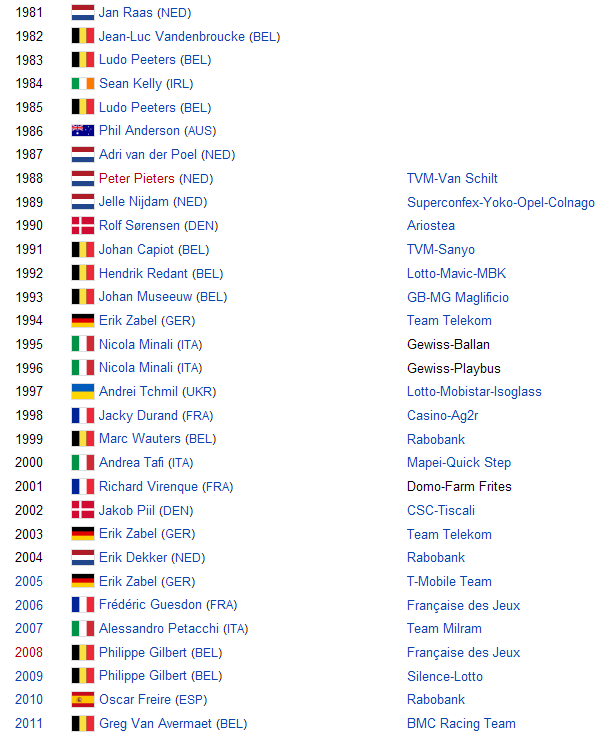 1981 Jan Raas (NED)
1982 Jean-Luc Vandenbroucke (BEL)
1983 Ludo Peeters (BEL)
1984 Sean Kelly (IRL)
1985 Ludo Peeters (BEL)
1986 Phil Anderson (AUS)
1987 Adri van der Poel (NED)
1988 Peter Pieters (NED) TVM-Van Schilt
1989 Jelle Nijdam (NED) Superconfex-Yoko-Opel-Colnago
1990 Rolf Sørensen (DEN) Ariostea
1991 Johan Capiot (BEL) TVM-Sanyo
1992 Hendrik Redant (BEL) Lotto-Mavic-MBK
1993 Johan Museeuw (BEL) GB-MG Maglificio
1994 Erik Zabel (GER) Team Telekom
1995 Nicola Minali (ITA) Gewiss-Ballan
1996 Nicola Minali (ITA) Gewiss-Playbus
1997 Andrei Tchmil (UKR) Lotto-Mobistar-Isoglass
1998 Jacky Durand (FRA) Casino-Ag2r
1999 Marc Wauters (BEL) Rabobank
2000 Andrea Tafi (ITA) Mapei-Quick Step
2001 Richard Virenque (FRA) Domo-Farm Frites
2002 Jakob Piil (DEN) CSC-Tiscali
2003 Erik Zabel (GER) Team Telekom
2004 Erik Dekker (NED) Rabobank
2005 Erik Zabel (GER) T-Mobile Team
2006 Frédéric Guesdon (FRA) Française des Jeux
2007 Alessandro Petacchi (ITA) Team Milram
2008 Philippe Gilbert (BEL) Française des Jeux
2009 Philippe Gilbert (BEL) Silence-Lotto
2010 Oscar Freire (ESP) Rabobank
2011 Greg Van Avermaet (BEL) BMC Racing Team